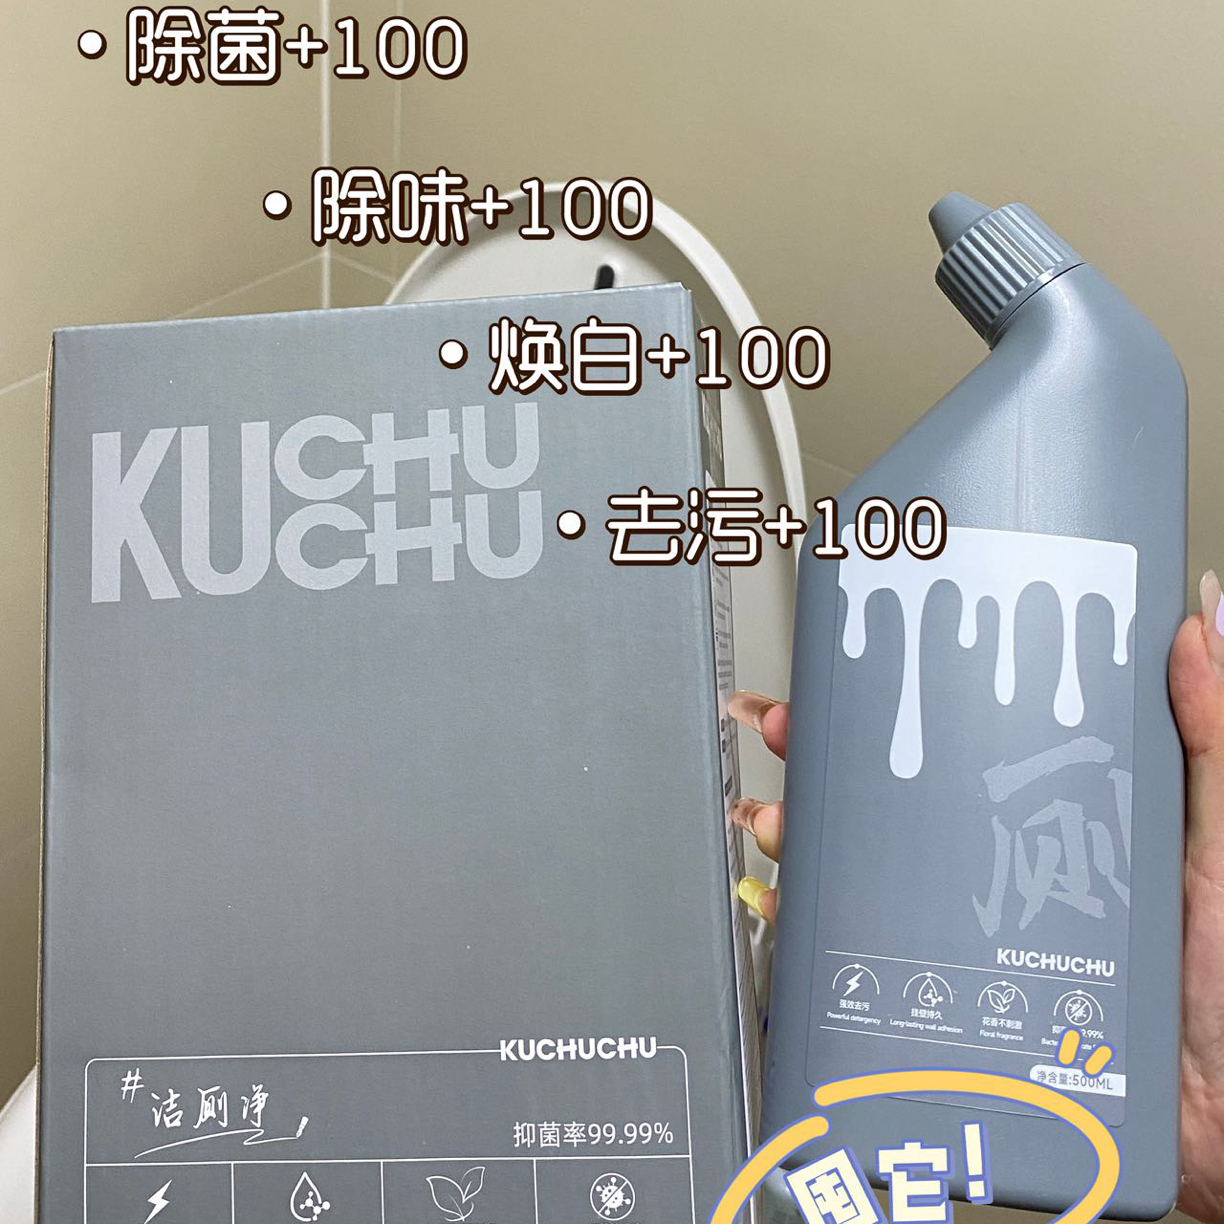 • 除菌+100
• 除味+100
• 焕白+100
• 去污+100
KUCHUCHU
厕
KUCHUCHU
强效去污
Powerful detergency
挂壁持久
Long-lasting wall adhesion
花香不刺激
Floral fragrance
净含量:500ML
KUCHUCHU
#洁厕净
抑菌率99.99%
囤它!